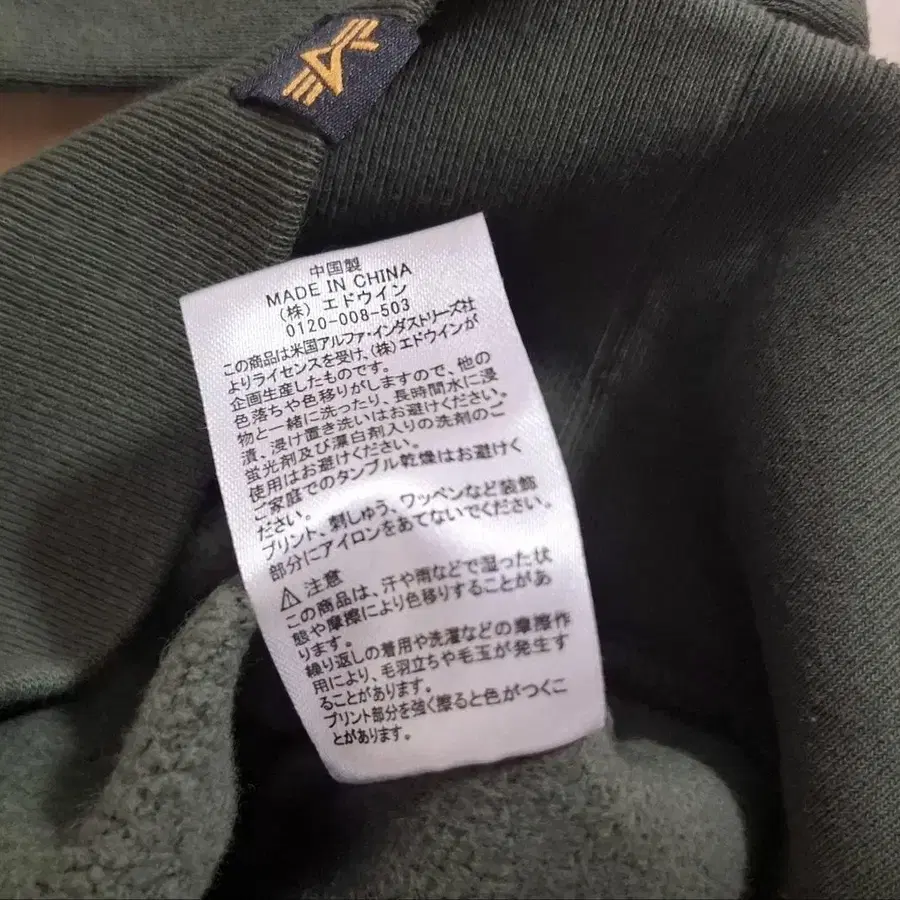 中国製
MADE IN CHINA
(株) エドウイン
0120-008-503
この商品は米国アルファ・インダストリーズ社
よりライセンスを受け、(株) エドウインが
企画生産したものです。
色落ちや色移りがしますので、他の
物と一緒に洗ったり、長時間水に浸
漬、浸け置き洗いはお避けください。
蛍光剤及び漂白剤入りの洗剤のご
使用はお避けください。
ご家庭でのタンブル乾燥はお避けく
ださい。
プリント、刺しゅう、ワッペンなど装飾
部分にアイロンをあてないでください。
⚠ 注意
この商品は、汗や雨などで湿った状
態や摩擦により色移りすることがあ
ります。
繰り返しの着用や洗濯などの摩擦作
用により、毛羽立ちや毛玉が発生す
ることがあります。
プリント部分を強く擦ると色がつくこ
とがあります。